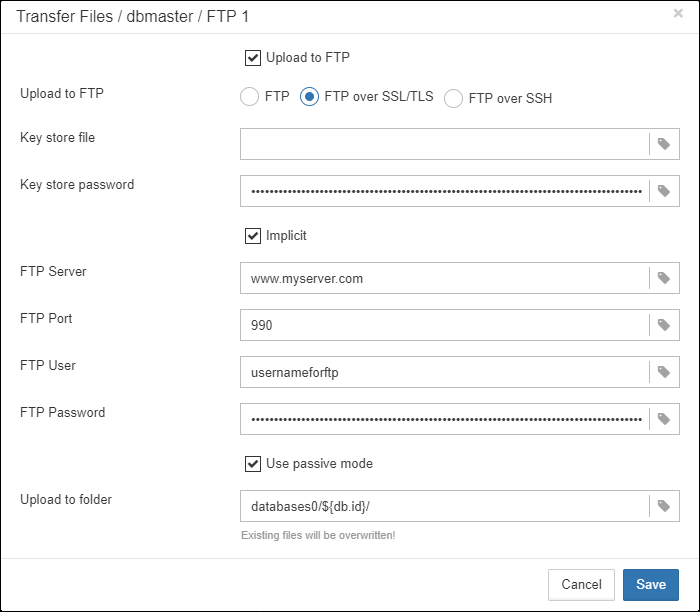 Transfer Files / dbmaster / FTP 1
Upload to FTP
Upload to FTP
FTP
FTP over SSL/TLS
FTP over SSH
Key store file
Key store password
Implicit
FTP Server
www.myserver.com
FTP Port
990
FTP User
usernameforftp
FTP Password
Use passive mode
Upload to folder
databases0/${db.id}/
Existing files will be overwritten!
Cancel
Save